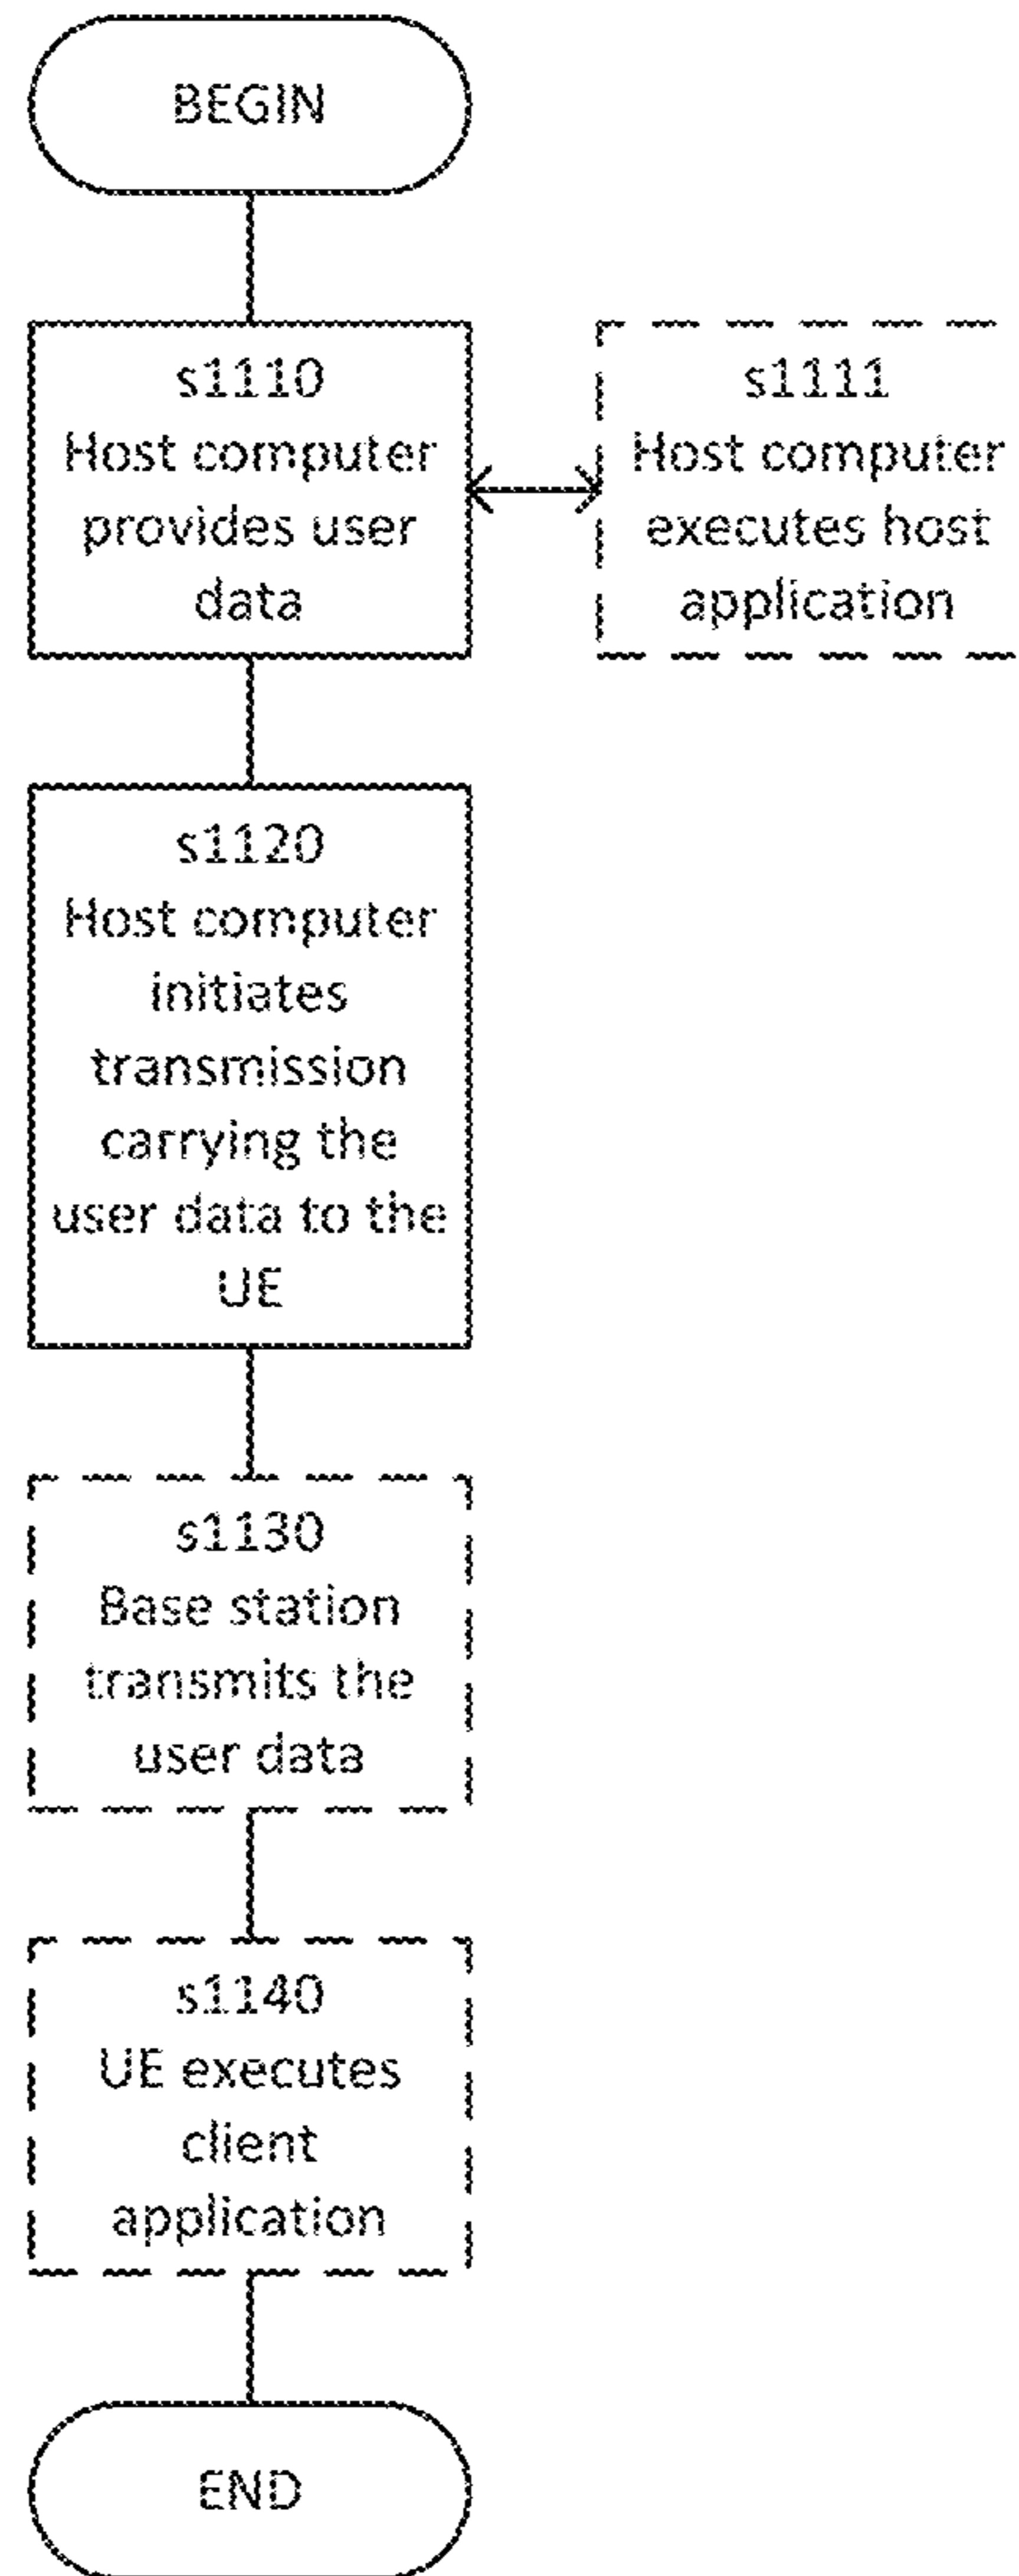 BEGIN
s1110
Host computer
provides user
data
s1111
Host computer
executes host
application
s1120
Host computer
initiates
transmission
carrying the
user data to the
UE
s1130
Base station
transmits the
user data
s1140
UE executes
client
application
END